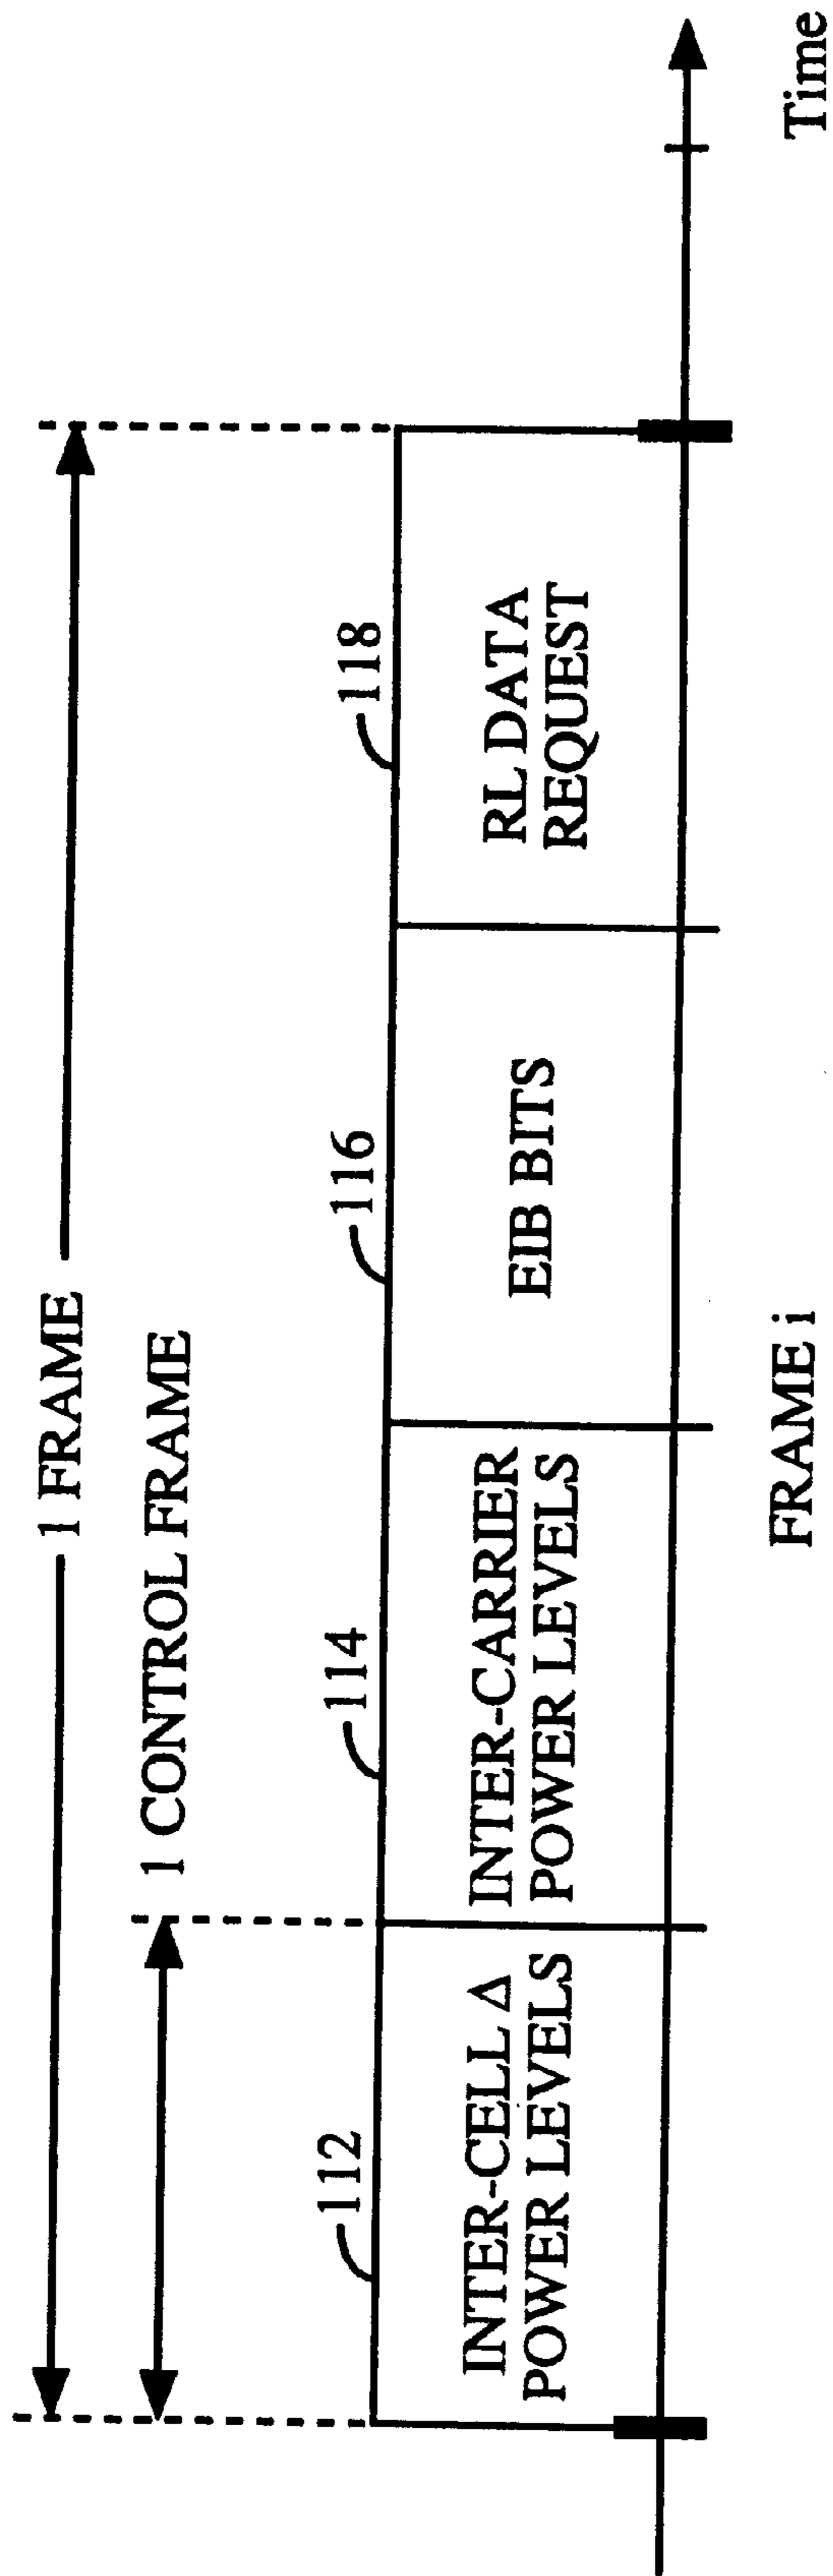 1 FRAME
1 CONTROL FRAME
112
114
116
118
INTER-CELL Δ
POWER LEVELS
INTER-CARRIER
POWER LEVELS
EIB BITS
RL DATA
REQUEST
FRAME i
Time